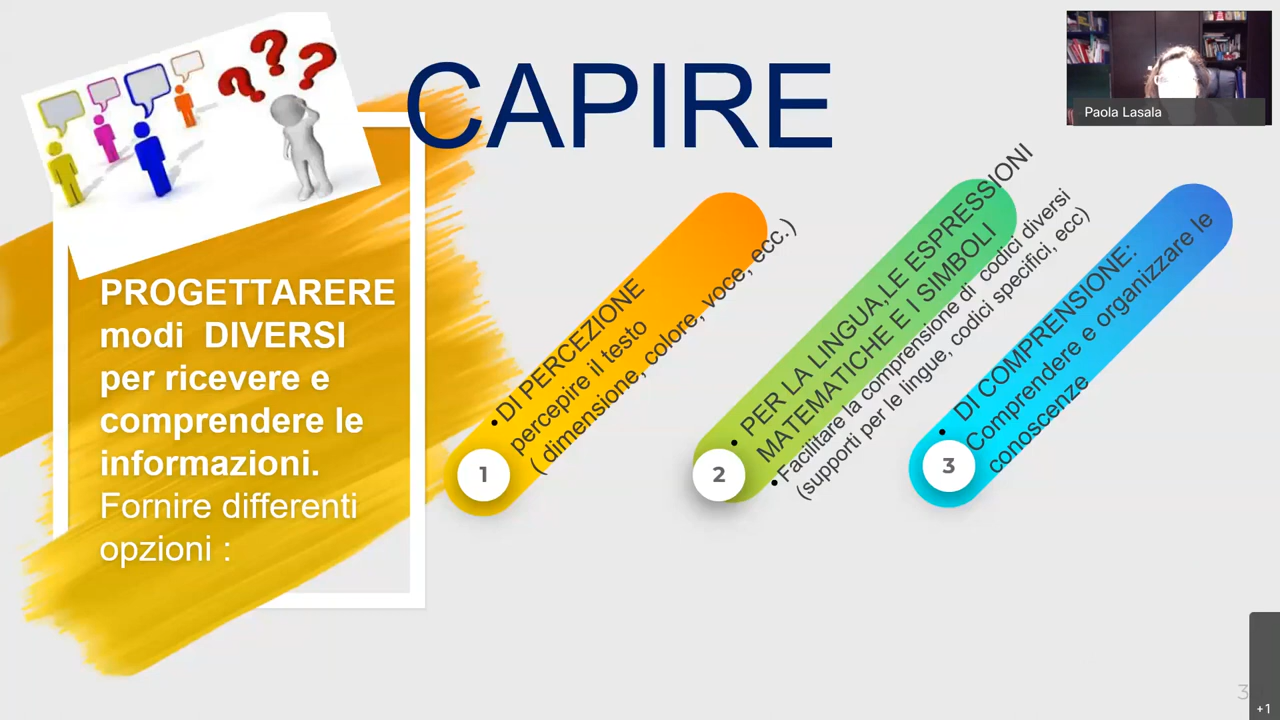 CAPIRE
Paola Lasala
? ? ?
PROGETTARERE
modi DIVERSI
per ricevere e
comprendere le
informazioni.
Fornire differenti
opzioni :
1
•DI PERCEZIONE
percepire il testo
( dimensione, colore, voce, ecc.)
2
• PER LA LINGUA,LE ESPRESSIONI
MATEMATICHE E I SIMBOLI
•Facilitare la comprensione di codici diversi
(supporti per le lingue, codici specifici, ecc)
3
• DI COMPRENSIONE:
Comprendere e organizzare le
conoscenze
3
+1